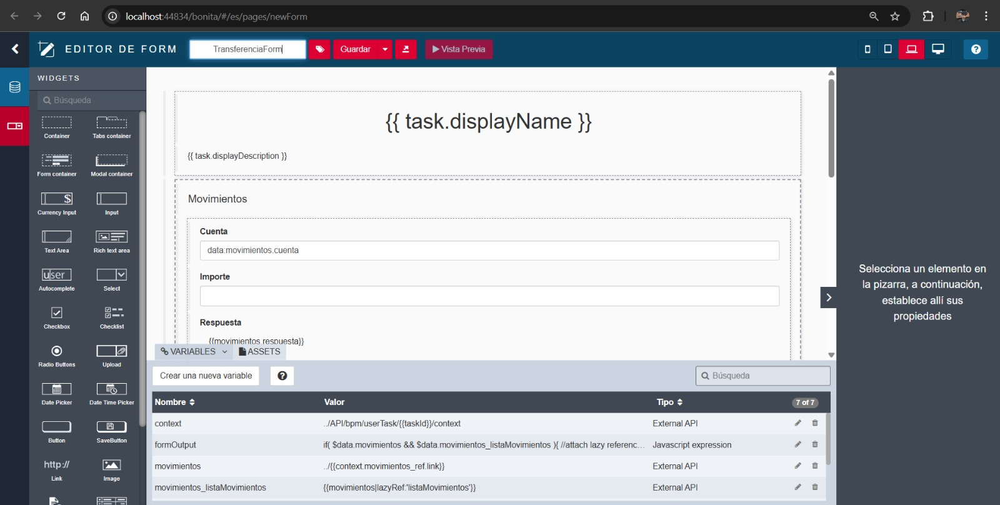 localhost:44834/bonita/#/es/pages/newForm
EDITOR DE FORM
TransferenciaForm
Guardar
Vista Previa
WIDGETS
Búsqueda
Container
Tabs container
Form container
Modal container
$
Currency Input
Input
Text Area
Rich text area
user
Autocomplete
Select
Checkbox
Checklist
Radio Buttons
Upload
Date Picker
Date Time Picker
Button
SaveButton
http://
Link
Image
{{ task.displayName }}
{{ task.displayDescription }}
Movimientos
Cuenta
data:movimientos.cuenta
Importe
Respuesta
{{movimientos.respuesta}}
Selecciona un elemento en
la pizarra, a continuación,
establece allí sus
propiedades
VARIABLES
ASSETS
Crear una nueva variable
Búsqueda
Nombre Valor Tipo 7 of 7
context ../API/bpm/userTask/{{taskId}}/context External API
formOutput if( $data.movimientos && $data.movimientos_listaMovimientos ){ //attach lazy referenc... Javascript expression
movimientos ../{{context.movimientos_ref.link}} External API
movimientos_listaMovimientos {{movimientos|lazyRef:'listaMovimientos'}} External API